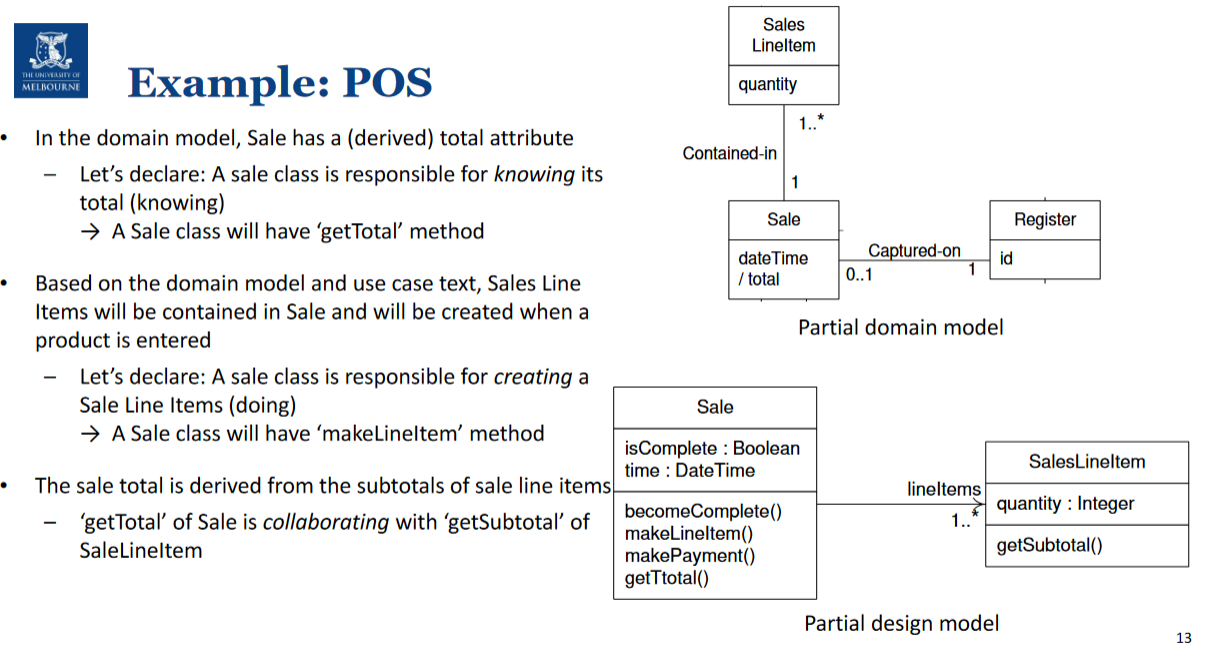 THE UNIVERSITY OF
MELBOURNE
Example: POS
• In the domain model, Sale has a (derived) total attribute
– Let’s declare: A sale class is responsible for knowing its
total (knowing)
→ A Sale class will have ‘getTotal’ method
• Based on the domain model and use case text, Sales Line
Items will be contained in Sale and will be created when a
product is entered
– Let’s declare: A sale class is responsible for creating a
Sale Line Items (doing)
→ A Sale class will have ‘makeLineItem’ method
• The sale total is derived from the subtotals of sale line items
– ‘getTotal’ of Sale is collaborating with ‘getSubtotal’ of
SaleLineItem
Sales
LineItem
quantity
1..*
Contained-in
1
Sale
dateTime
/ total
Captured-on
0..1
1
Register
id
Partial domain model
Sale
isComplete : Boolean
time : DateTime
becomeComplete()
makeLineItem()
makePayment()
getTtotal()
lineItems
1..*
SalesLineItem
quantity : Integer
getSubtotal()
Partial design model
13